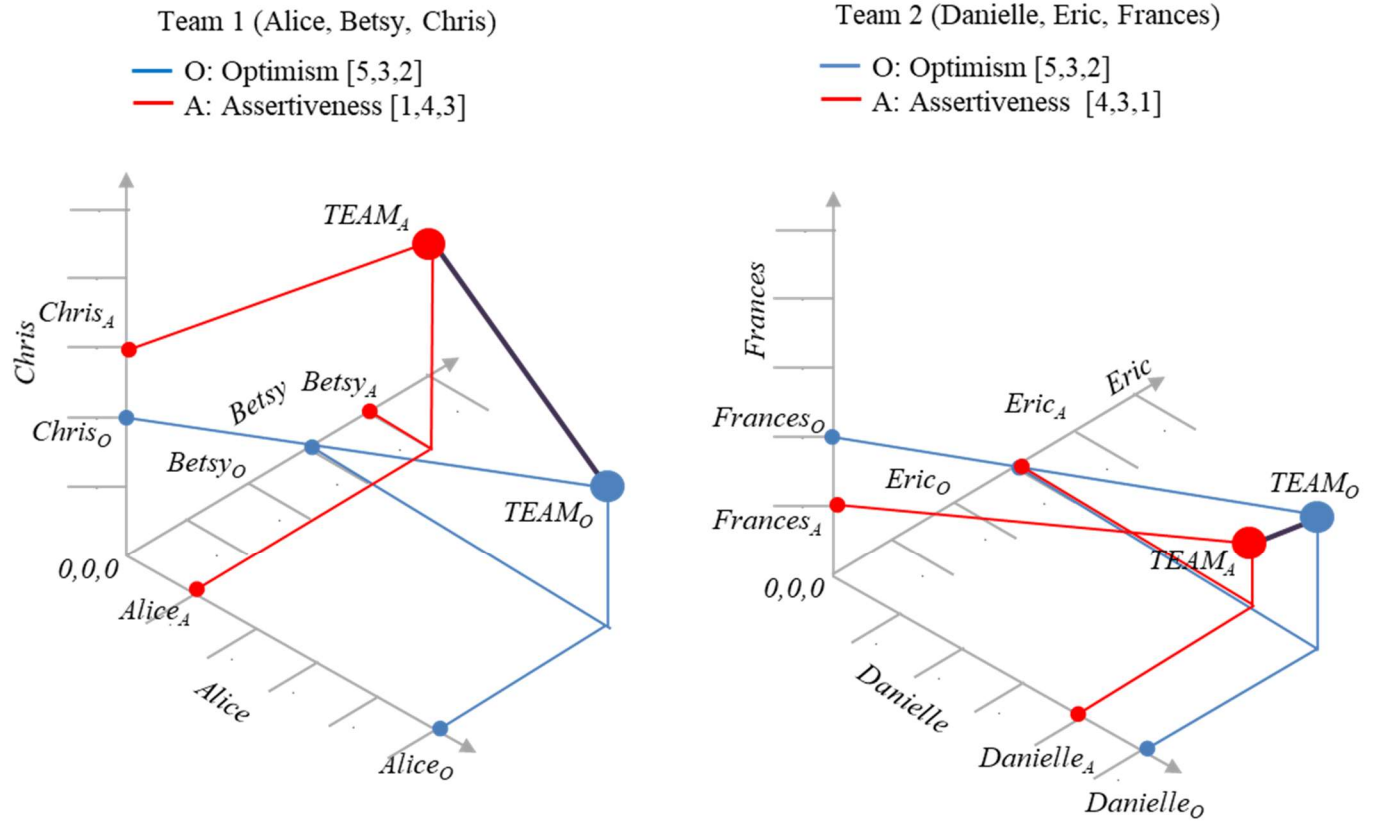 Team 1 (Alice, Betsy, Chris)
O: Optimism [5,3,2]
A: Assertiveness [1,4,3]
TEAM_A
Chris_A
Chris
Betsy_A
Betsy
Chris_O
Betsy_O
TEAM_O
0,0,0
Alice_A
Alice
Alice_O
Team 2 (Danielle, Eric, Frances)
O: Optimism [5,3,2]
A: Assertiveness [4,3,1]
Frances
Eric
Eric_A
Frances_O
Eric_O
TEAM_O
Frances_A
TEAM_A
0,0,0
Danielle
Danielle_A
Danielle_O